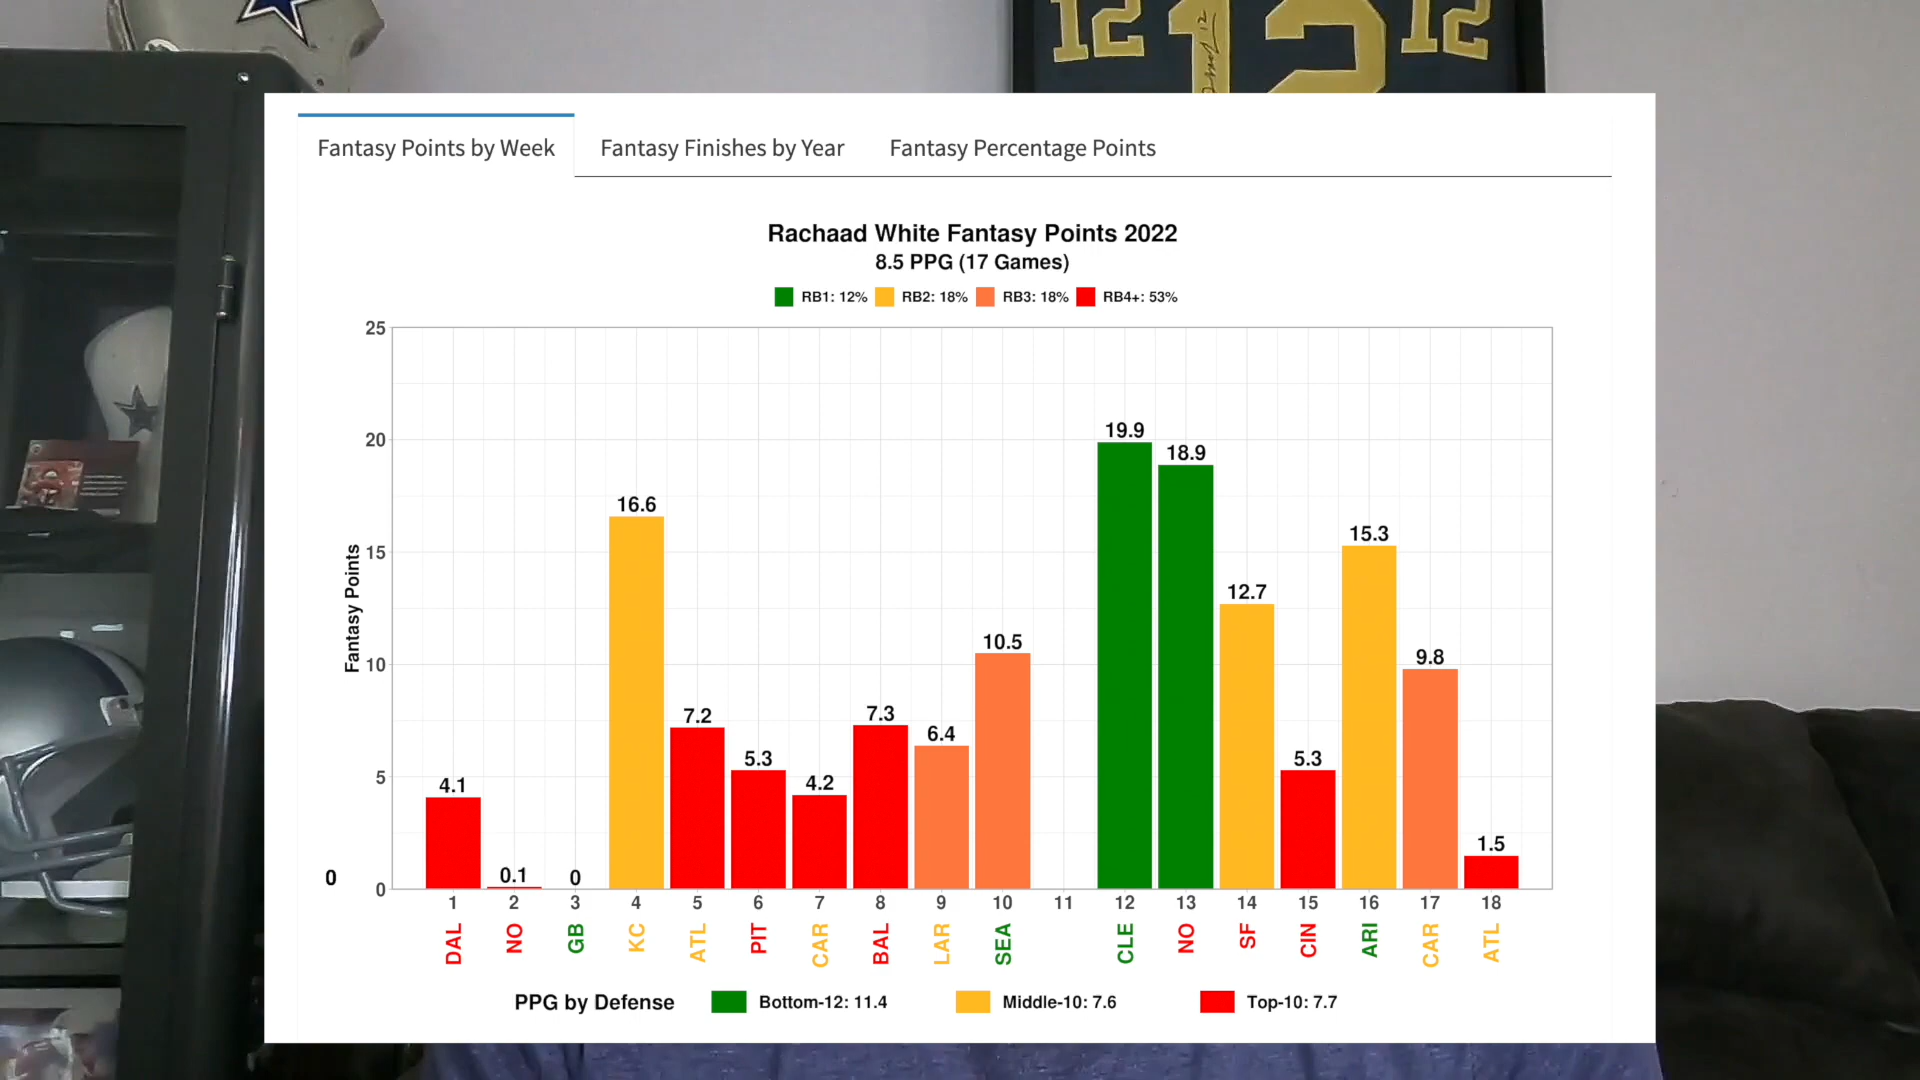 12 12 12
Fantasy Points by Week Fantasy Finishes by Year Fantasy Percentage Points
Rachaad White Fantasy Points 2022
8.5 PPG (17 Games)
RB1: 12% RB2: 18% RB3: 18% RB4+: 53%
Fantasy Points
25
20
15
10
5
0
0
4.1
0.1
0
16.6
7.2
5.3
4.2
7.3
6.4
10.5
19.9
18.9
12.7
5.3
15.3
9.8
1.5
1 2 3 4 5 6 7 8 9 10 11 12 13 14 15 16 17 18
DAL NO GB KC ATL PIT CAR BAL LAR SEA CLE NO SF CIN ARI CAR ATL
PPG by Defense Bottom-12: 11.4 Middle-10: 7.6 Top-10: 7.7